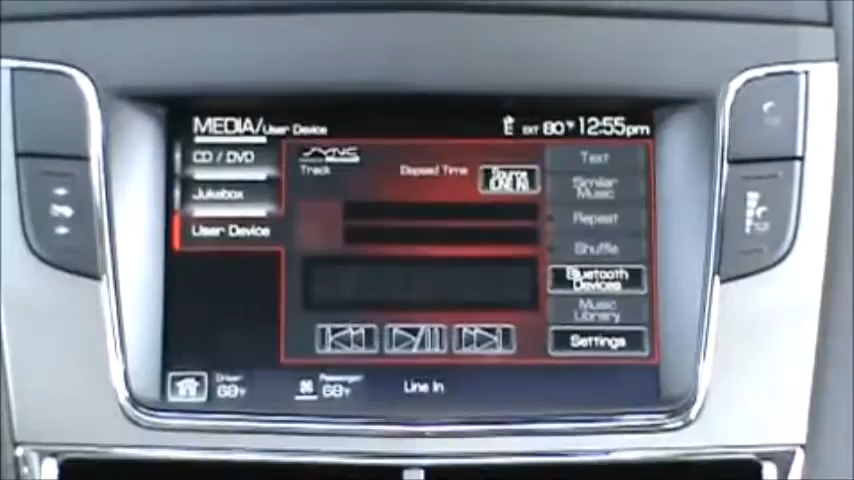 MEDIA/User Device
E EXT 80°F 12:55pm
CD / DVD
Jukebox
User Device
SYNC
Track
Elapsed Time
Source
(LINE IN)
Text
Similar
Music
Repeat
Shuffle
Bluetooth
Devices
Music
Library
Settings
Driver
68°F
Passenger
68°F
Line In